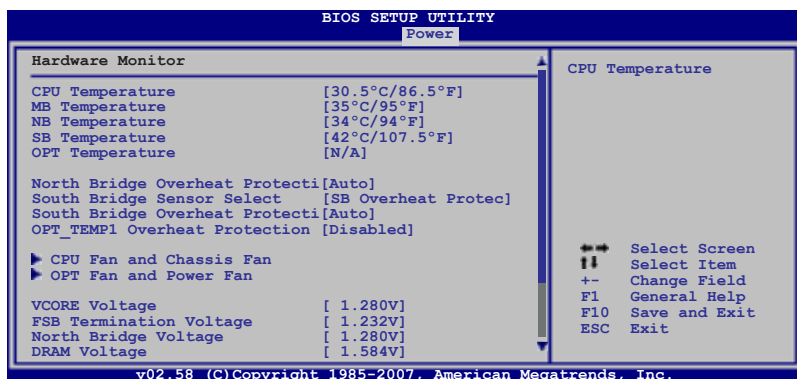 BIOS SETUP UTILITY
Power
Hardware Monitor
CPU Temperature [30.5°C/86.5°F]
MB Temperature [35°C/95°F]
NB Temperature [34°C/94°F]
SB Temperature [42°C/107.5°F]
OPT Temperature [N/A]
North Bridge Overheat Protecti[Auto]
South Bridge Sensor Select [SB Overheat Protec]
South Bridge Overheat Protecti[Auto]
OPT_TEMP1 Overheat Protection [Disabled]
CPU Fan and Chassis Fan
OPT Fan and Power Fan
VCORE Voltage [ 1.280V]
FSB Termination Voltage [ 1.232V]
North Bridge Voltage [ 1.280V]
DRAM Voltage [ 1.584V]
CPU Temperature
←→ Select Screen
↑↓ Select Item
+- Change Field
F1 General Help
F10 Save and Exit
ESC Exit
v02.58 (C)Copyright 1985-2007, American Megatrends, Inc.